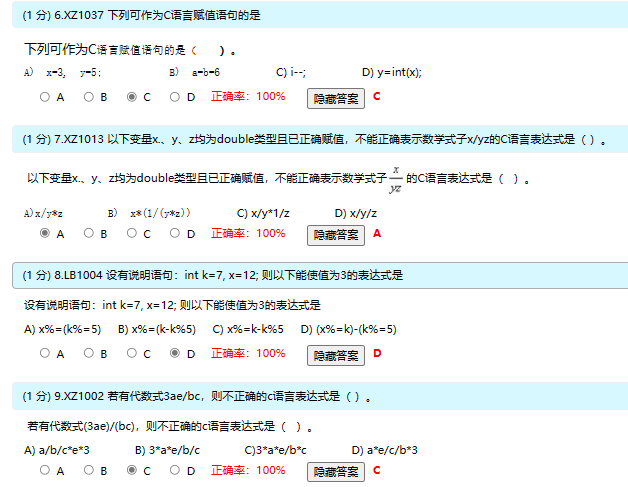 (1 分) 6.XZ1037 下列可作为C语言赋值语句的是
下列可作为C语言赋值语句的是（ ）。
A) x=3, y=5; B) a=b=6 C) i--; D) y=int(x);
A B C D 正确率：100% 隐藏答案 C
(1 分) 7.XZ1013 以下变量x.、y、z均为double类型且已正确赋值，不能正确表示数学式子x/yz的C语言表达式是（ ）。
以下变量x.、y、z均为double类型且已正确赋值，不能正确表示数学式子x/yz的C语言表达式是（ ）。
A)x/y*z B) x*(1/(y*z)) C) x/y*1/z D) x/y/z
A B C D 正确率：100% 隐藏答案 A
(1 分) 8.LB1004 设有说明语句：int k=7, x=12; 则以下能使值为3的表达式是
设有说明语句：int k=7, x=12; 则以下能使值为3的表达式是
A) x%=(k%=5) B) x%=(k-k%5) C) x%=k-k%5 D) (x%=k)-(k%=5)
A B C D 正确率：100% 隐藏答案 D
(1 分) 9.XZ1002 若有代数式3ae/bc，则不正确的c语言表达式是（ ）。
若有代数式(3ae)/(bc)，则不正确的c语言表达式是（ ）。
A) a/b/c*e*3 B) 3*a*e/b/c C)3*a*e/b*c D) a*e/c/b*3
A B C D 正确率：100% 隐藏答案 C